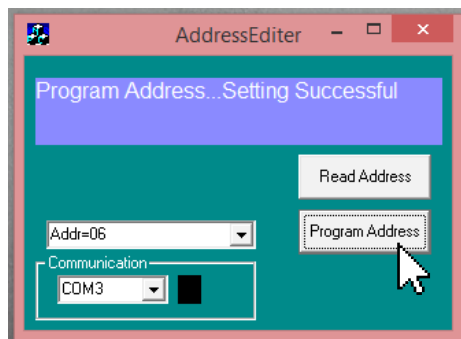 AddressEditer
Program Address...Setting Successful
Read Address
Addr=06
Program Address
Communication
COM3